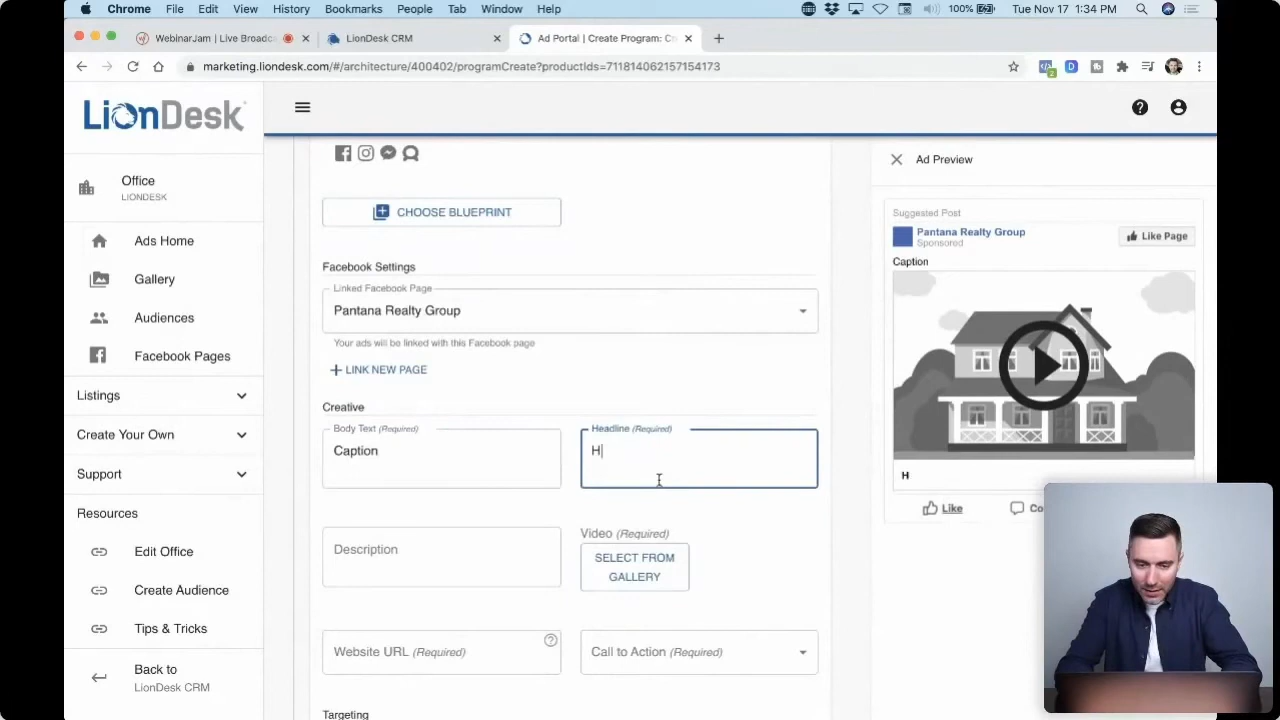 Chrome File Edit View History Bookmarks People Tab Window Help 100% Tue Nov 17 1:34 PM
WebinarJam | Live Broadc
LionDesk CRM
Ad Portal | Create Program: Cr
marketing.liondesk.com/#/architecture/400402/programCreate?productIds=711814062157154173
2
D
LionDesk
Office
LIONDESK
Ads Home
Gallery
Audiences
Facebook Pages
Listings
Create Your Own
Support
Resources
Edit Office
Create Audience
Tips & Tricks
Back to
LionDesk CRM
CHOOSE BLUEPRINT
Facebook Settings
Linked Facebook Page
Pantana Realty Group
Your ads will be linked with this Facebook page
LINK NEW PAGE
Creative
Body Text (Required)
Caption
Headline (Required)
H
Description
Video (Required)
SELECT FROM
GALLERY
Website URL (Required)
Call to Action (Required)
Targeting
Ad Preview
Suggested Post
Pantana Realty Group
Sponsored
Like Page
Caption
H
Like
Co